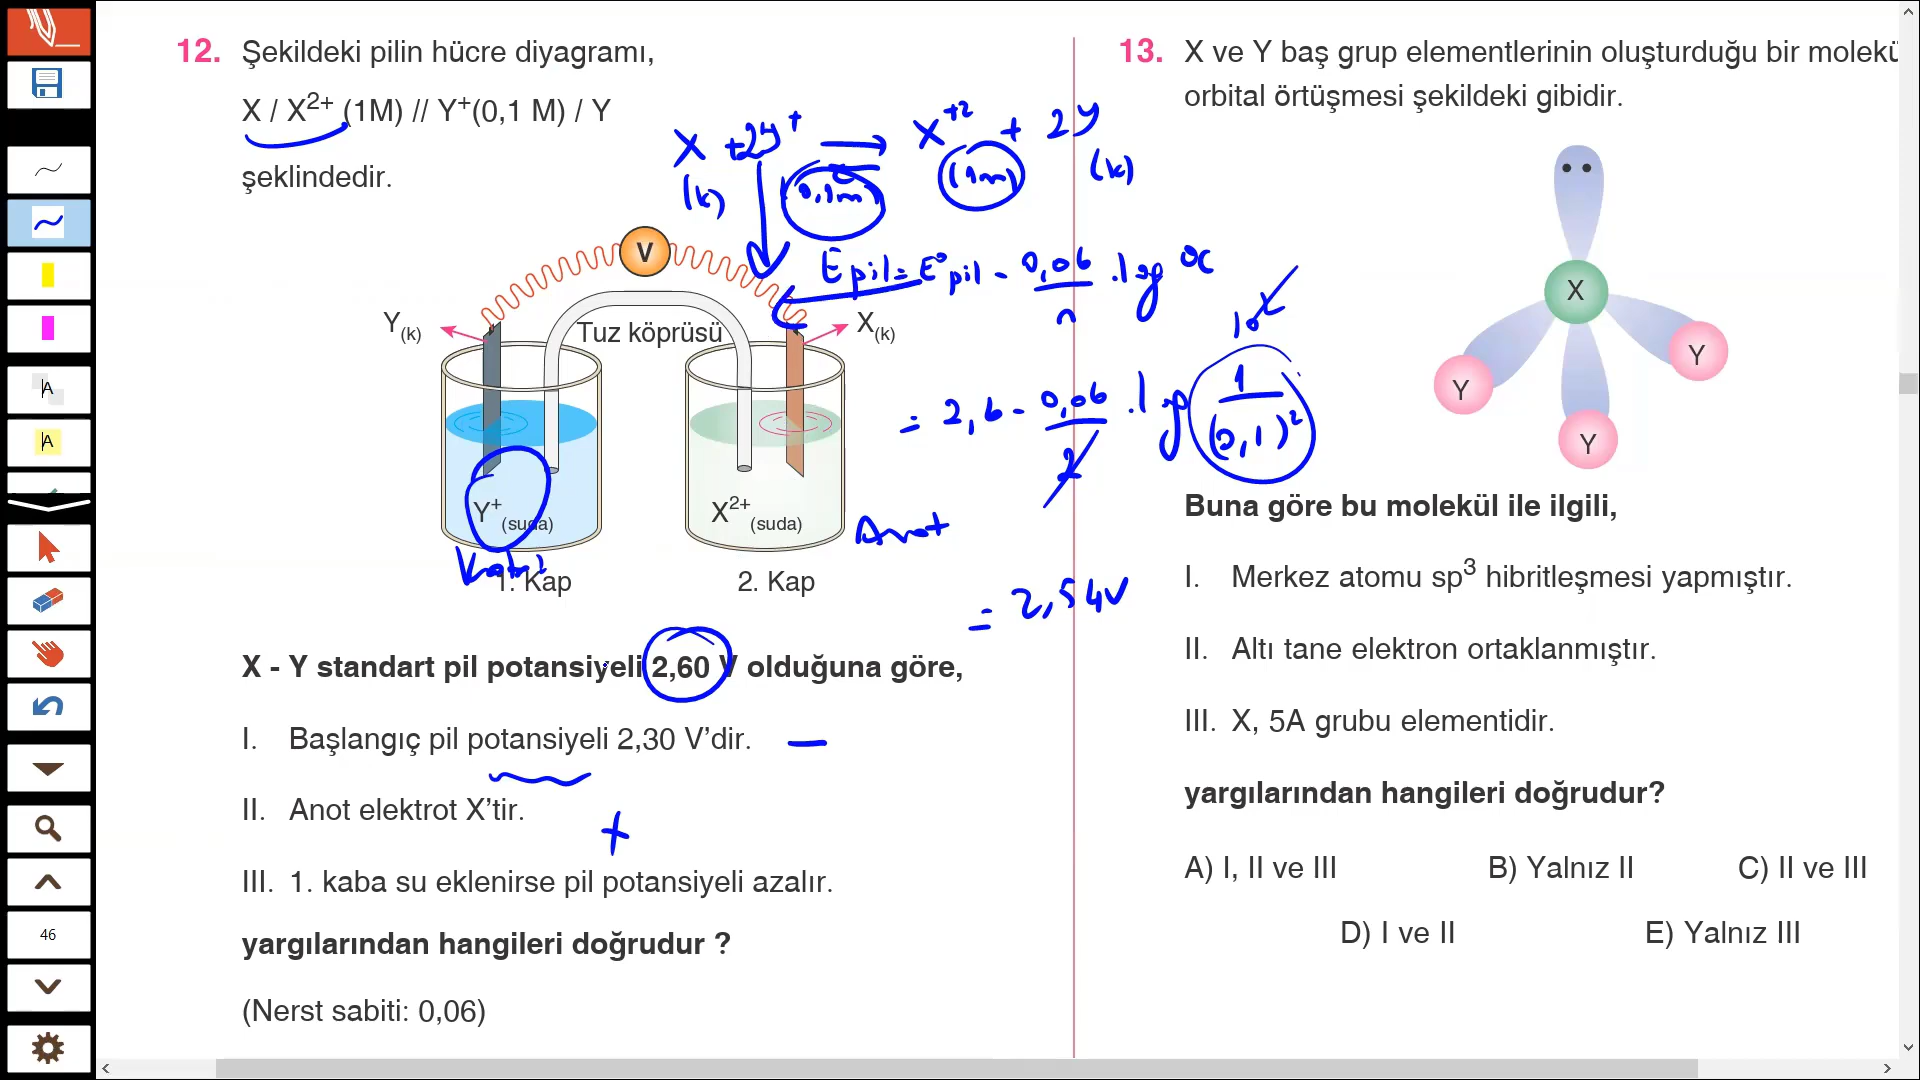 12. Şekildeki pilin hücre diyagramı,
X / X2+ (1M) // Y+(0,1 M) / Y
şeklindedir.
X + 2y+ → X+2 + 2y
(k) 0,1m (1m) (k)
V
Y(k)
Tuz köprüsü
X(k)
Epil = E°pil - 0,06/n . log
= 2,6 - 0,06/2 . log 1/(0,1)2
102
Y+(suda)
X2+(suda)
Anot
1. Kap
2. Kap
= 2,54V
X - Y standart pil potansiyeli 2,60 V olduğuna göre,
I. Başlangıç pil potansiyeli 2,30 V’dir. –
II. Anot elektrot X’tir. +
III. 1. kaba su eklenirse pil potansiyeli azalır.
yargılarından hangileri doğrudur ?
(Nerst sabiti: 0,06)
13. X ve Y baş grup elementlerinin oluşturduğu bir molekü
orbital örtüşmesi şekildeki gibidir.
X
Y
Y
Y
Buna göre bu molekül ile ilgili,
I. Merkez atomu sp3 hibritleşmesi yapmıştır.
II. Altı tane elektron ortaklanmıştır.
III. X, 5A grubu elementidir.
yargılarından hangileri doğrudur?
A) I, II ve III B) Yalnız II C) II ve III
D) I ve II E) Yalnız III
A
A
46